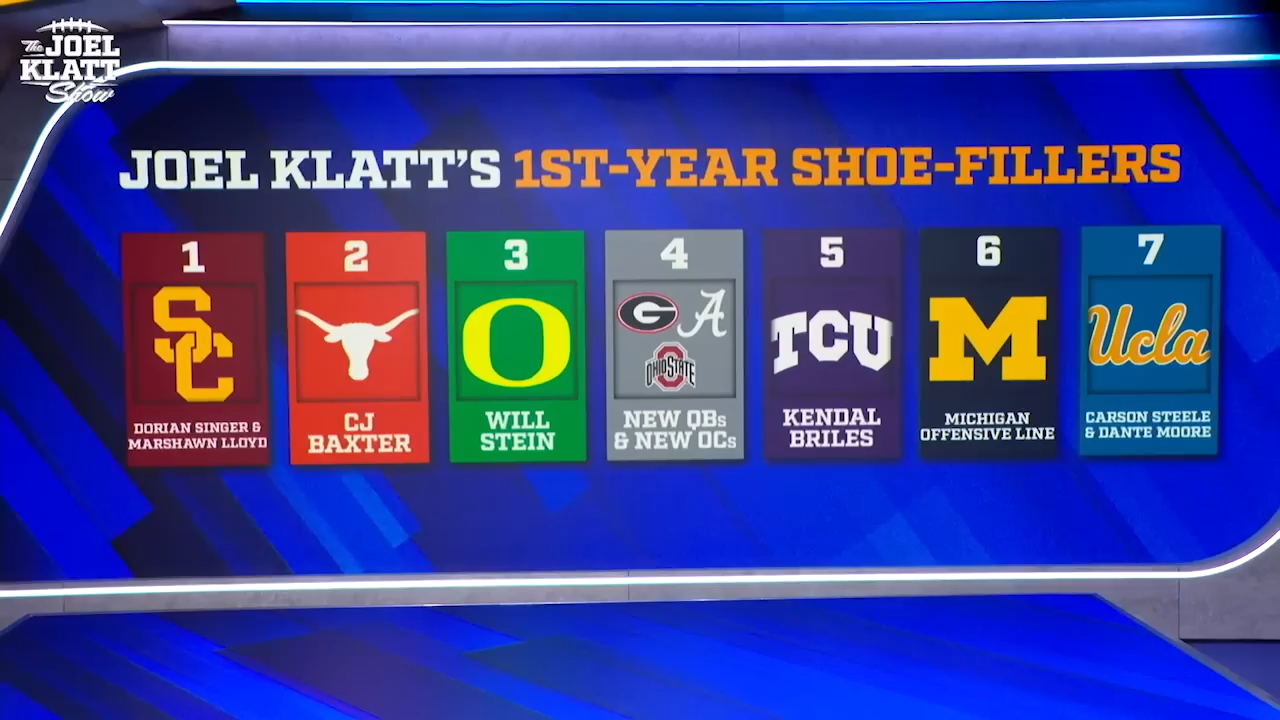 The
JOEL
KLATT
Show
JOEL KLATT'S 1ST-YEAR SHOE-FILLERS
1
SC
DORIAN SINGER &
MARSHAWN LLOYD
2
CJ
BAXTER
3
O
WILL
STEIN
4
G A
OHIO STATE
NEW QBs
& NEW OCs
5
TCU
KENDAL
BRILES
6
M
MICHIGAN
OFFENSIVE LINE
7
Ucla
CARSON STEELE
& DANTE MOORE